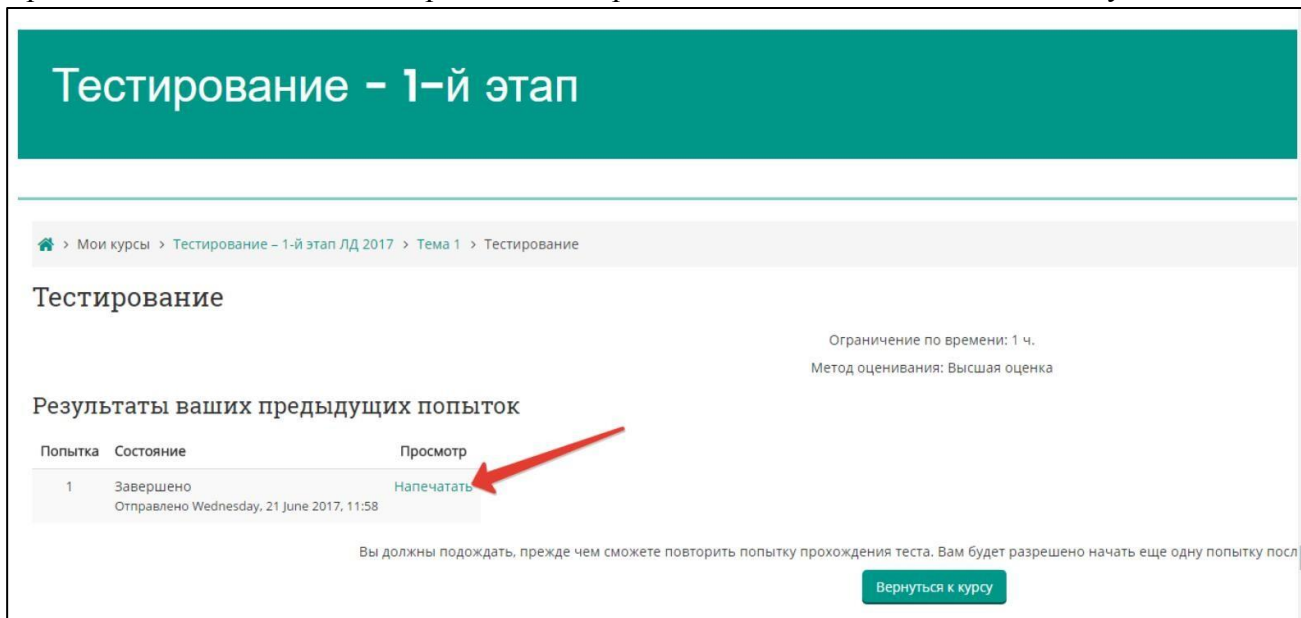 Тестирование – 1-й этап
> Мои курсы > Тестирование – 1-й этап ЛД 2017 > Тема 1 > Тестирование
Тестирование
Ограничение по времени: 1 ч.
Метод оценивания: Высшая оценка
Результаты ваших предыдущих попыток
Попытка Состояние Просмотр
1 Завершено Напечатать
Отправлено Wednesday, 21 June 2017, 11:58
Вы должны подождать, прежде чем сможете повторить попытку прохождения теста. Вам будет разрешено начать еще одну попытку посл
Вернуться к курсу